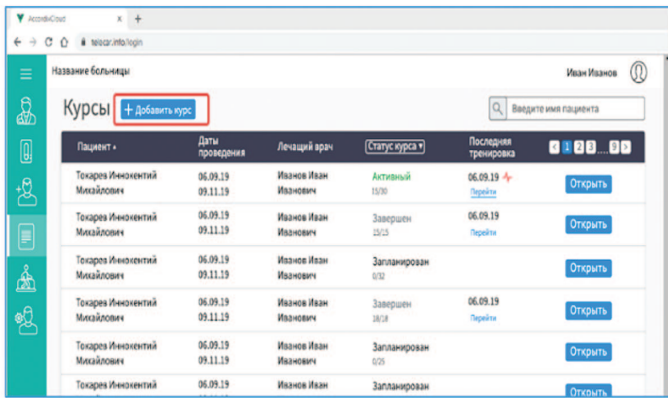 AccordixCloud × +
telecar.info/login
Название больницы Иван Иванов
Курсы + Добавить курс Введите имя пациента
Пациент Даты проведения Лечащий врач Статус курса ▾ Последняя тренировка < 1 2 3 ... 9 >
Токарев Иннокентий 06.09.19 Иванов Иван Активный 06.09.19 Открыть
Михайлович 09.11.19 Иванович 15/30 Перейти
Токарев Иннокентий 06.09.19 Иванов Иван Завершен 06.09.19 Открыть
Михайлович 09.11.19 Иванович 15/15 Перейти
Токарев Иннокентий 06.09.19 Иванов Иван Запланирован Открыть
Михайлович 09.11.19 Иванович 0/32
Токарев Иннокентий 06.09.19 Иванов Иван Завершен 06.09.19 Открыть
Михайлович 09.11.19 Иванович 18/18 Перейти
Токарев Иннокентий 06.09.19 Иванов Иван Запланирован Открыть
Михайлович 09.11.19 Иванович 0/25
Токарев Иннокентий 06.09.19 Иванов Иван Запланирован Открыть